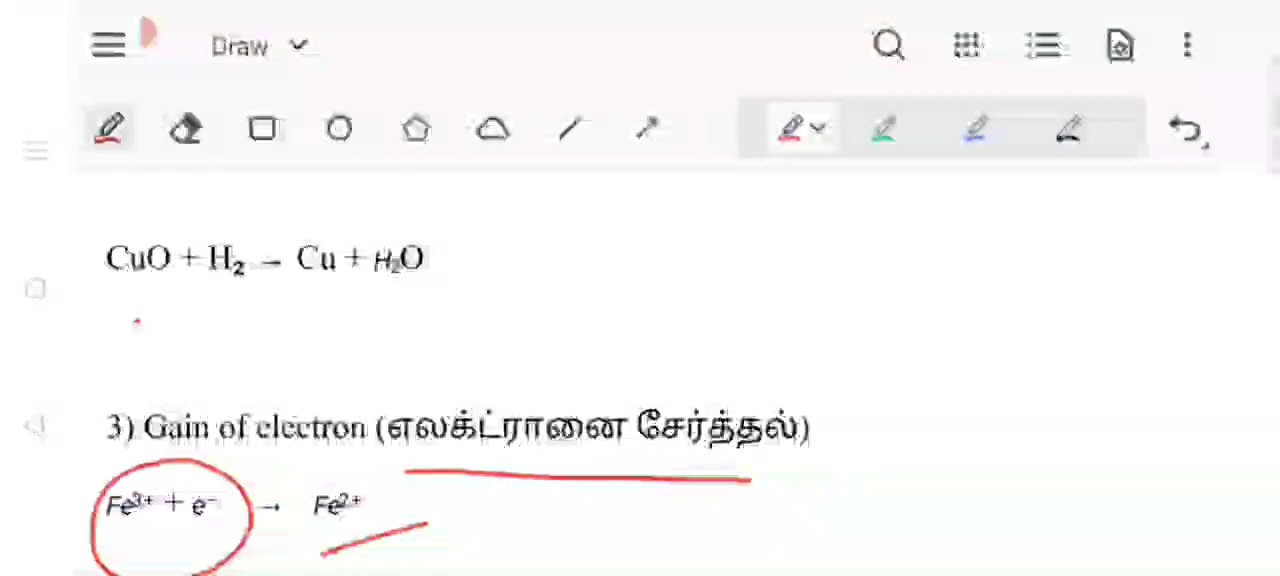 Draw
CuO + H₂ → Cu + H₂O
3) Gain of electron (எலக்ட்ரானை சேர்த்தல்)
Fe³⁺ + e⁻ → Fe²⁺